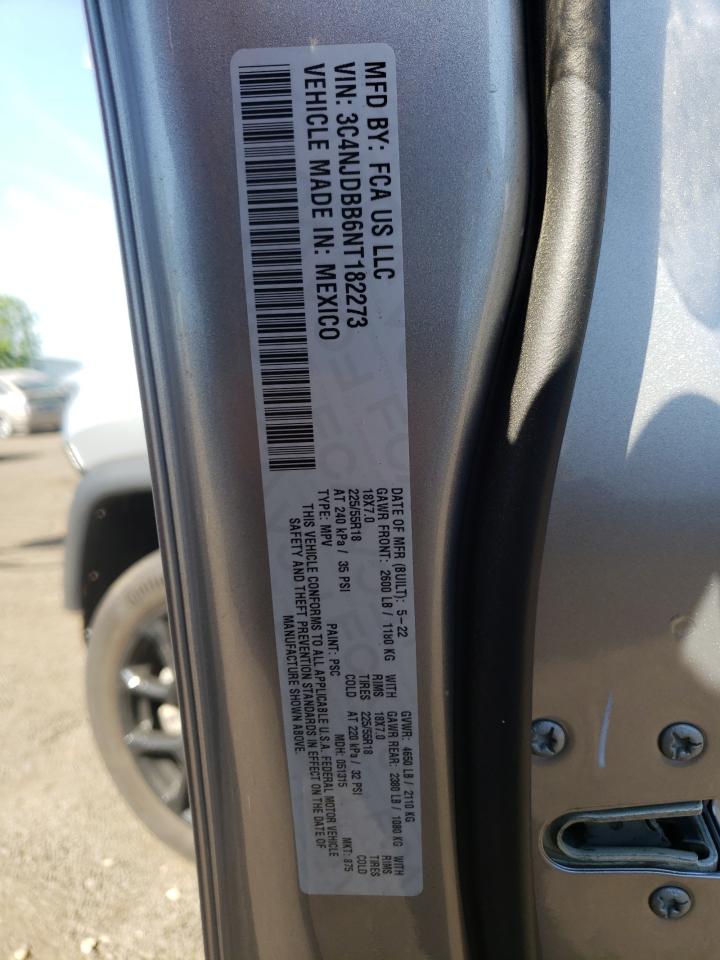 MFD BY: FCA US LLC
VIN: 3C4NJDBB6NT182273
VEHICLE MADE IN: MEXICO
DATE OF MFR (BUILT): 5-22 GVWR: 4650 LB / 2110 KG
GAWR FRONT: 2600 LB / 1180 KG WITH GAWR REAR: 2380 LB / 1080 KG WITH
18X7.0 RIMS 18X7.0 RIMS
225/55R18 TIRES 225/55R18 TIRES
AT 240 kPa / 35 PSI COLD AT 220 kPa / 32 PSI COLD
TYPE: MPV PAINT: PSC MDH: 051315 MKT: 875
THIS VEHICLE CONFORMS TO ALL APPLICABLE U.S.A. FEDERAL MOTOR VEHICLE
SAFETY AND THEFT PREVENTION STANDARDS IN EFFECT ON THE DATE OF
MANUFACTURE SHOWN ABOVE.